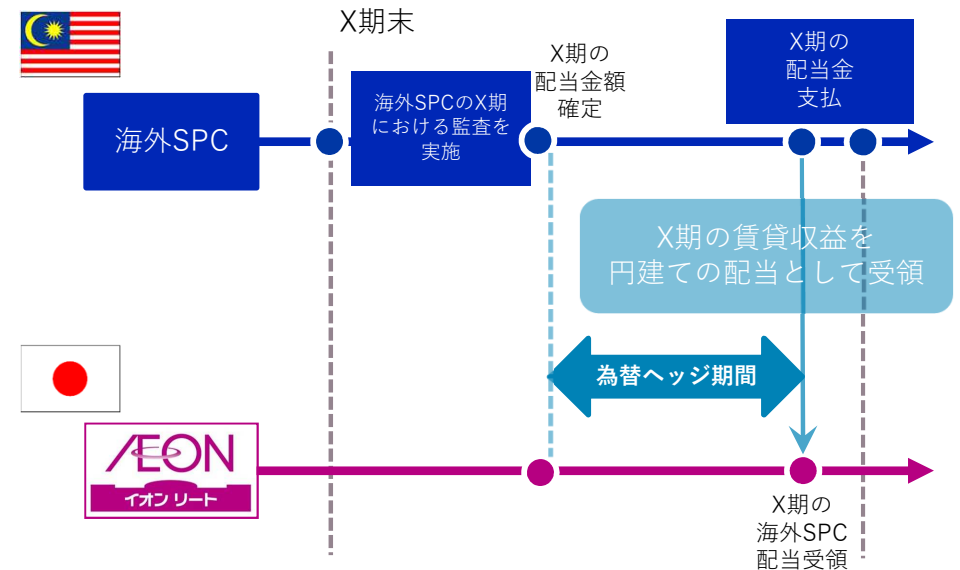 X期末
海外SPC
海外SPCのX期
における監査を
実施
X期の
配当金額
確定
X期の
配当金
支払
X期の賃貸収益を
円建ての配当として受領
為替ヘッジ期間
ÆON
イオン リート
X期の
海外SPC
配当受領